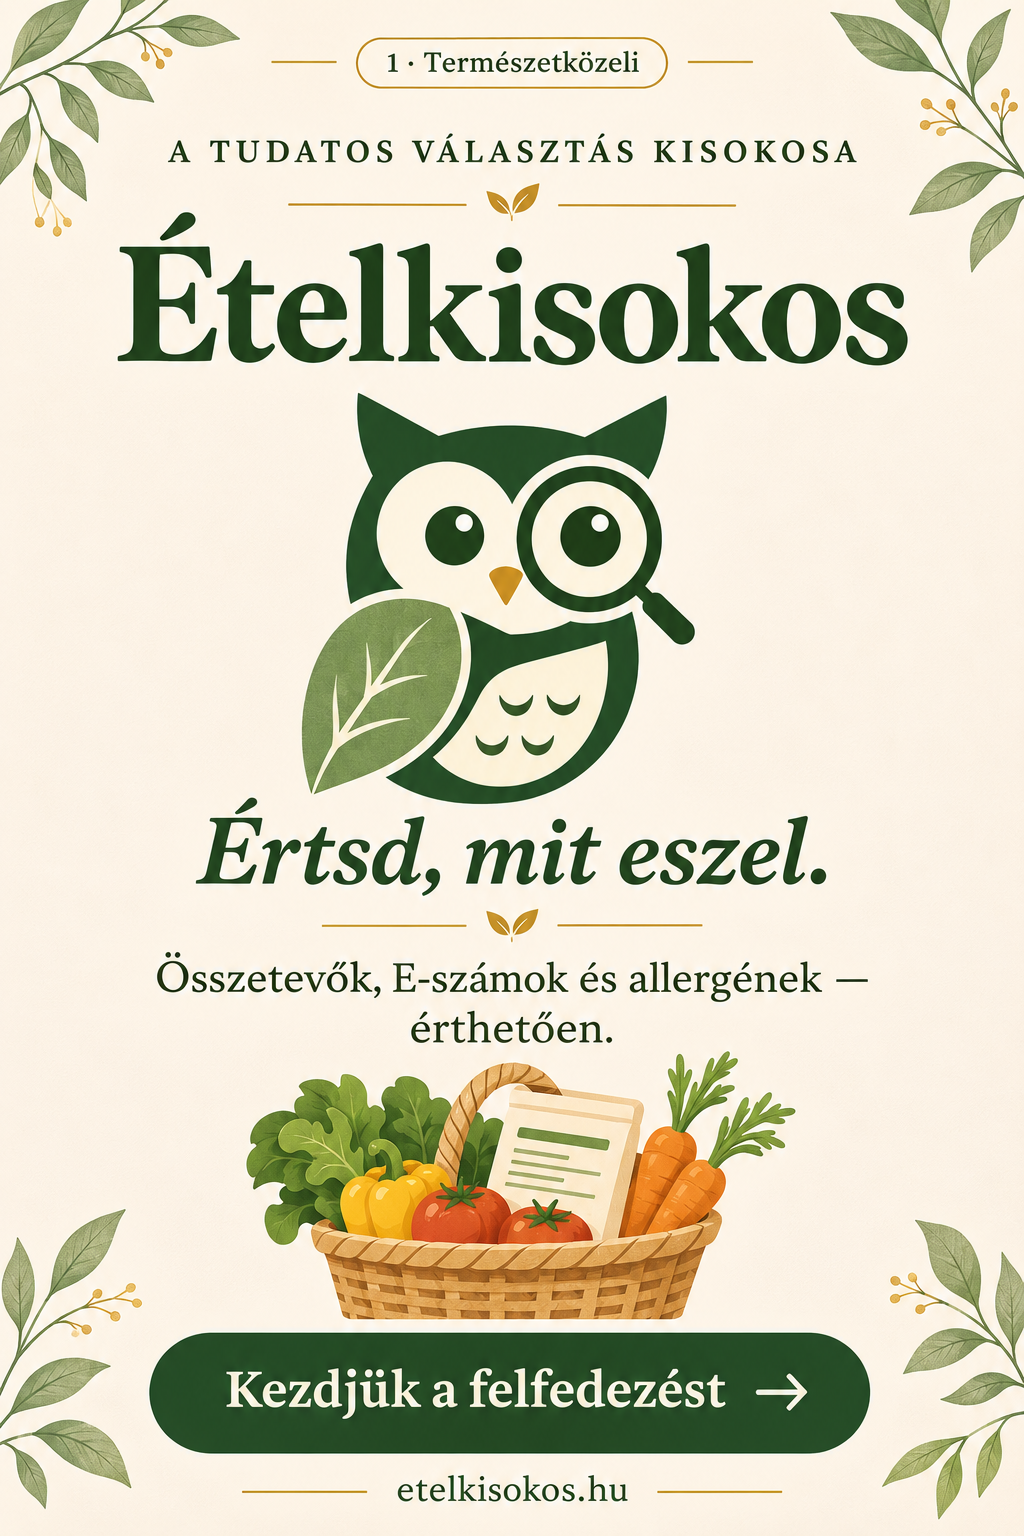 1 · Természetközeli
A TUDATOS VÁLASZTÁS KISOKOSA
Ételkisokos
Értsd, mit eszel.
Összetevők, E-számok és allergének —
érthetően.
Kezdjük a felfedezést →
etelkisokos.hu